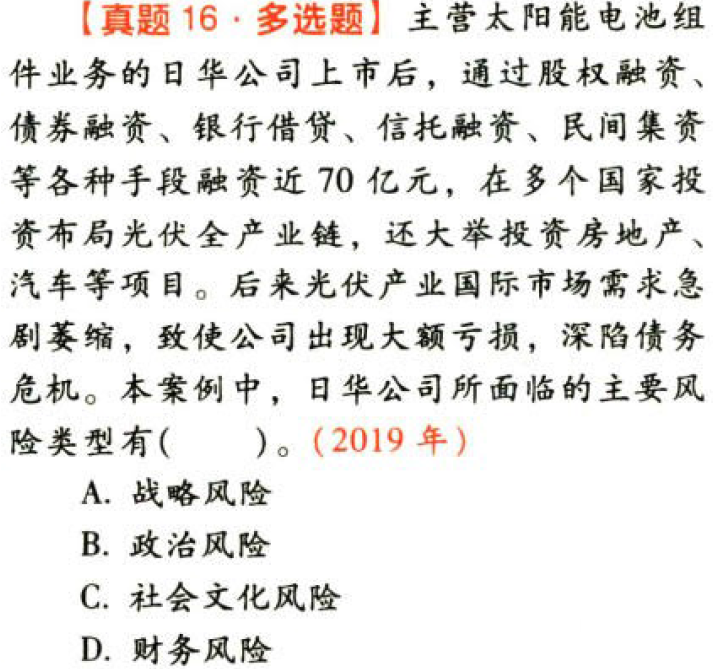 【真题 16·多选题】主营太阳能电池组
件业务的日华公司上市后，通过股权融资、
债券融资、银行借贷、信托融资、民间集资
等各种手段融资近 70 亿元，在多个国家投
资布局光伏全产业链，还大举投资房地产、
汽车等项目。后来光伏产业国际市场需求急
剧萎缩，致使公司出现大额亏损，深陷债务
危机。本案例中，日华公司所面临的主要风
险类型有(　　)。(2019 年)
A. 战略风险
B. 政治风险
C. 社会文化风险
D. 财务风险